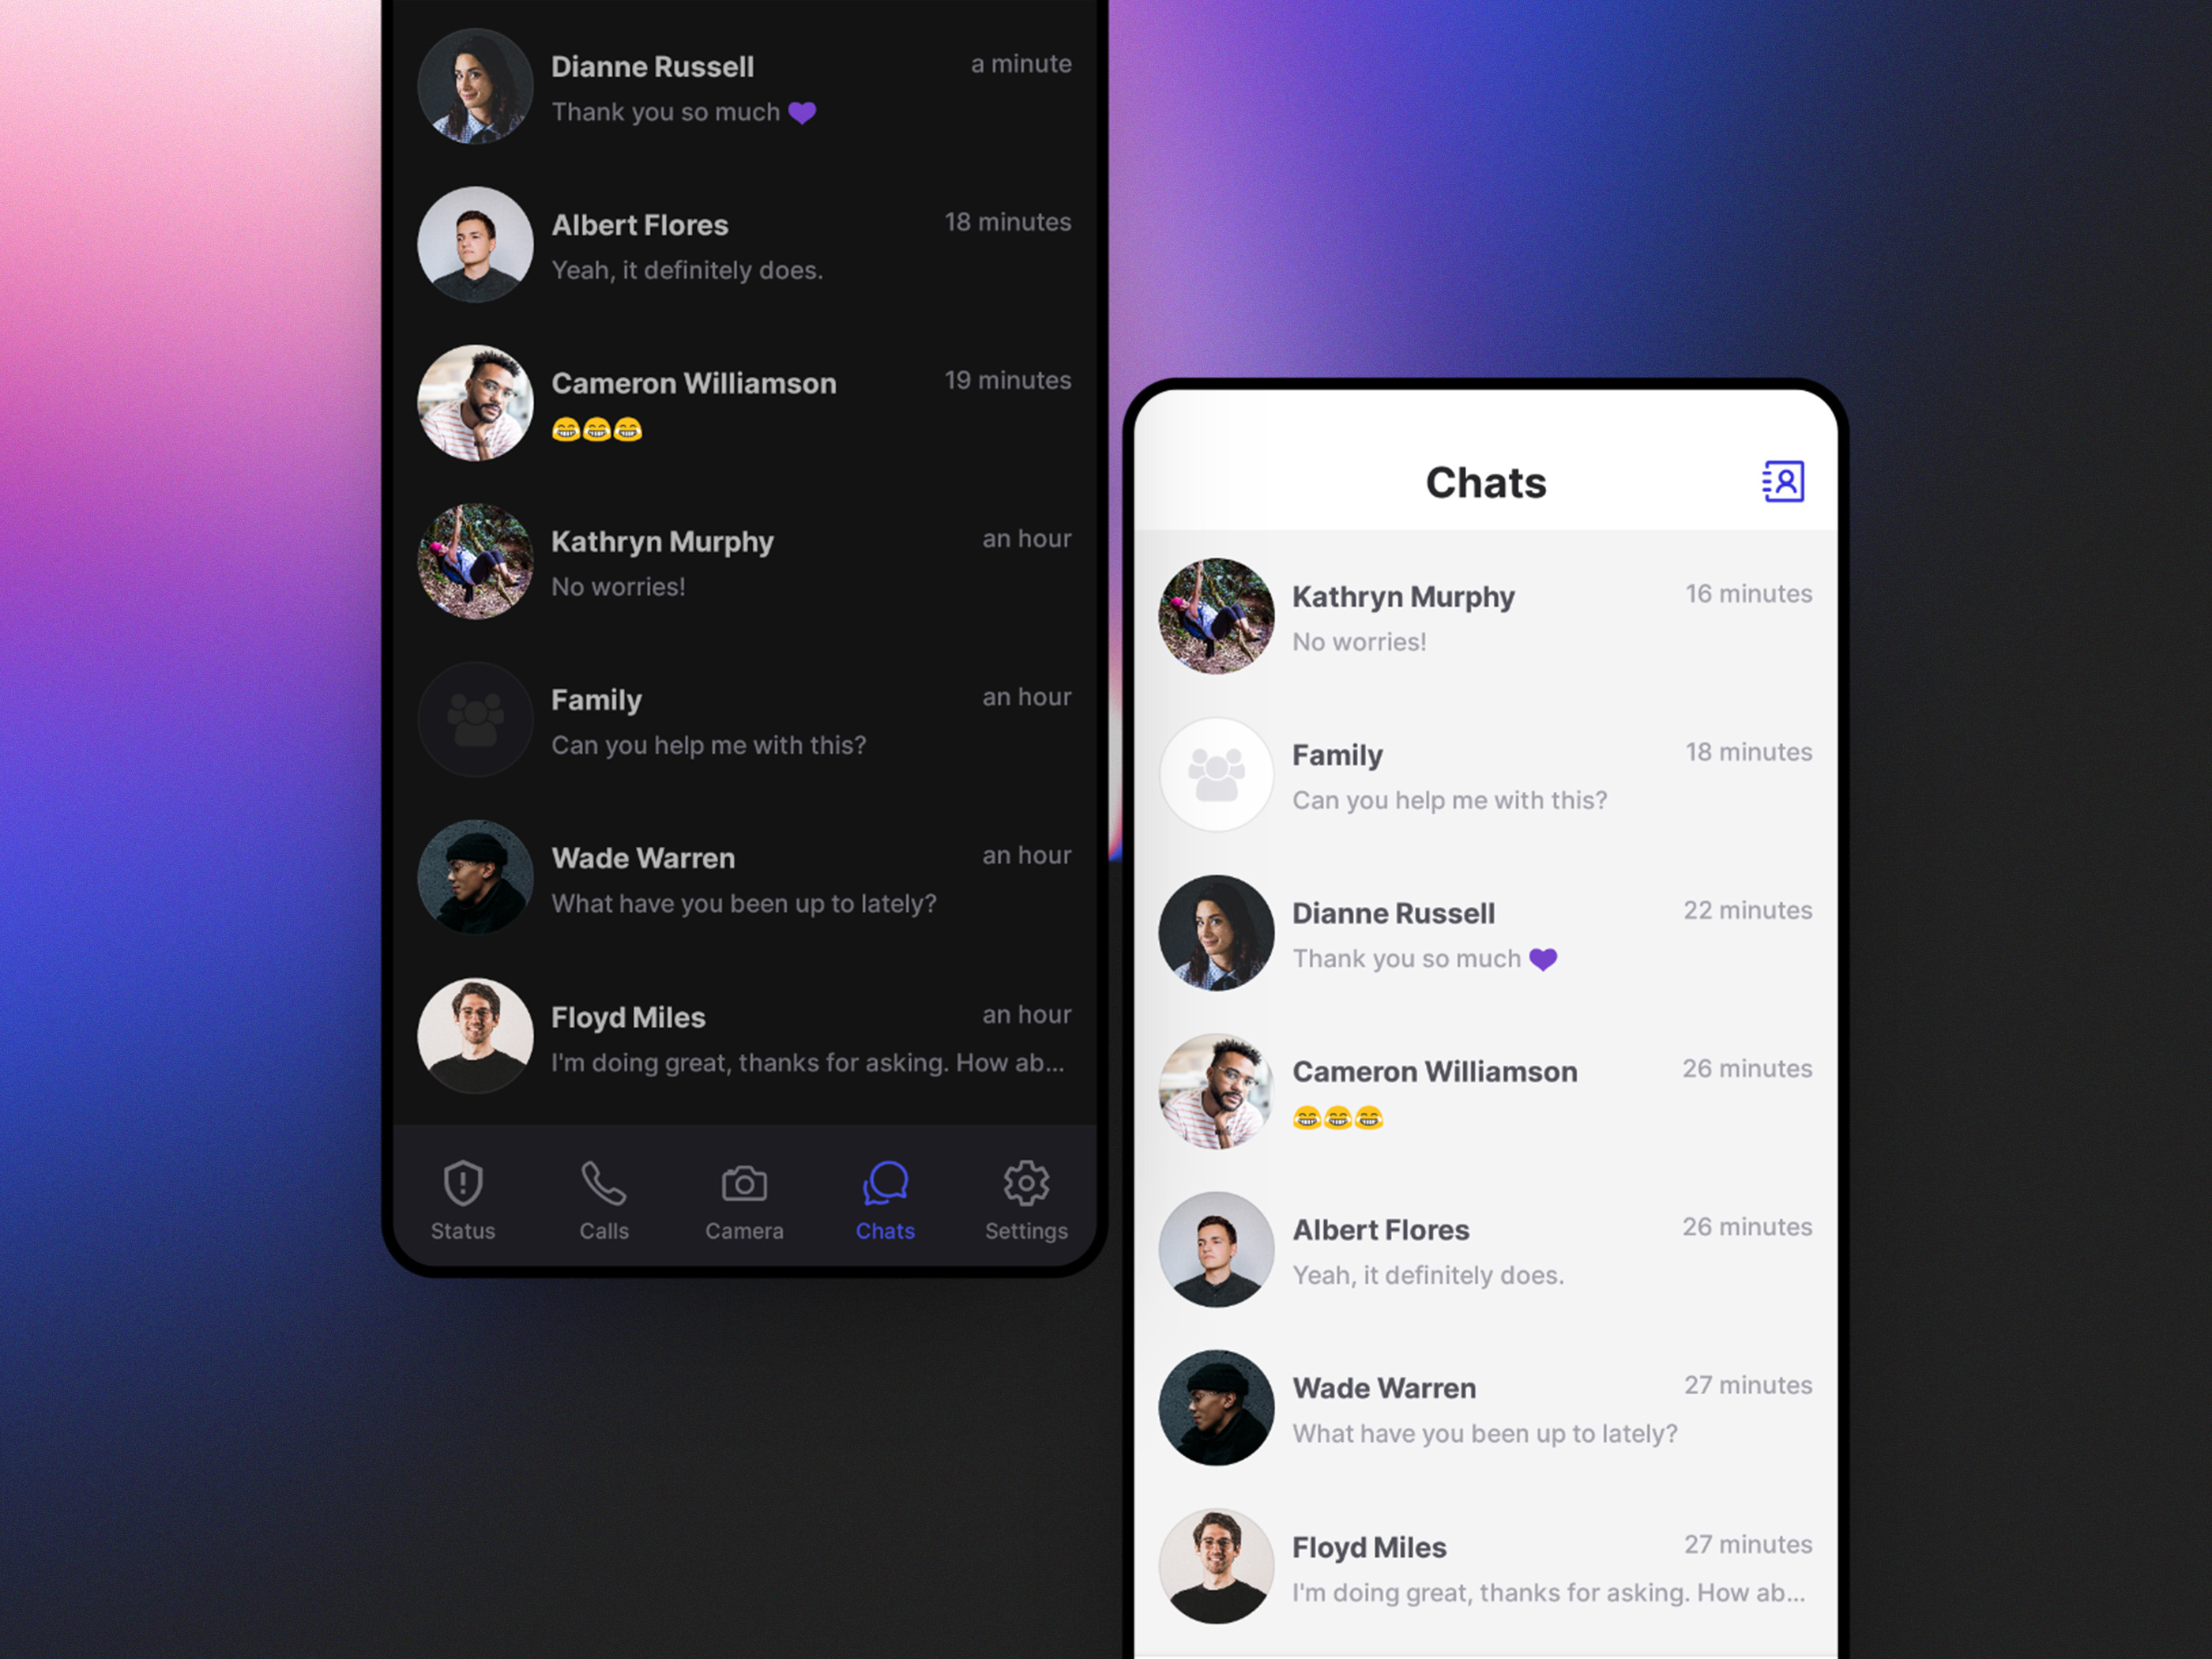 Dianne Russell
a minute
Thank you so much 💜
Albert Flores
18 minutes
Yeah, it definitely does.
Cameron Williamson
19 minutes
😂😂😂
Kathryn Murphy
an hour
No worries!
Family
an hour
Can you help me with this?
Wade Warren
an hour
What have you been up to lately?
Floyd Miles
an hour
I'm doing great, thanks for asking. How ab...
Status
Calls
Camera
Chats
Settings
Chats
Kathryn Murphy
16 minutes
No worries!
Family
18 minutes
Can you help me with this?
Dianne Russell
22 minutes
Thank you so much 💜
Cameron Williamson
26 minutes
😂😂😂
Albert Flores
26 minutes
Yeah, it definitely does.
Wade Warren
27 minutes
What have you been up to lately?
Floyd Miles
27 minutes
I'm doing great, thanks for asking. How ab...